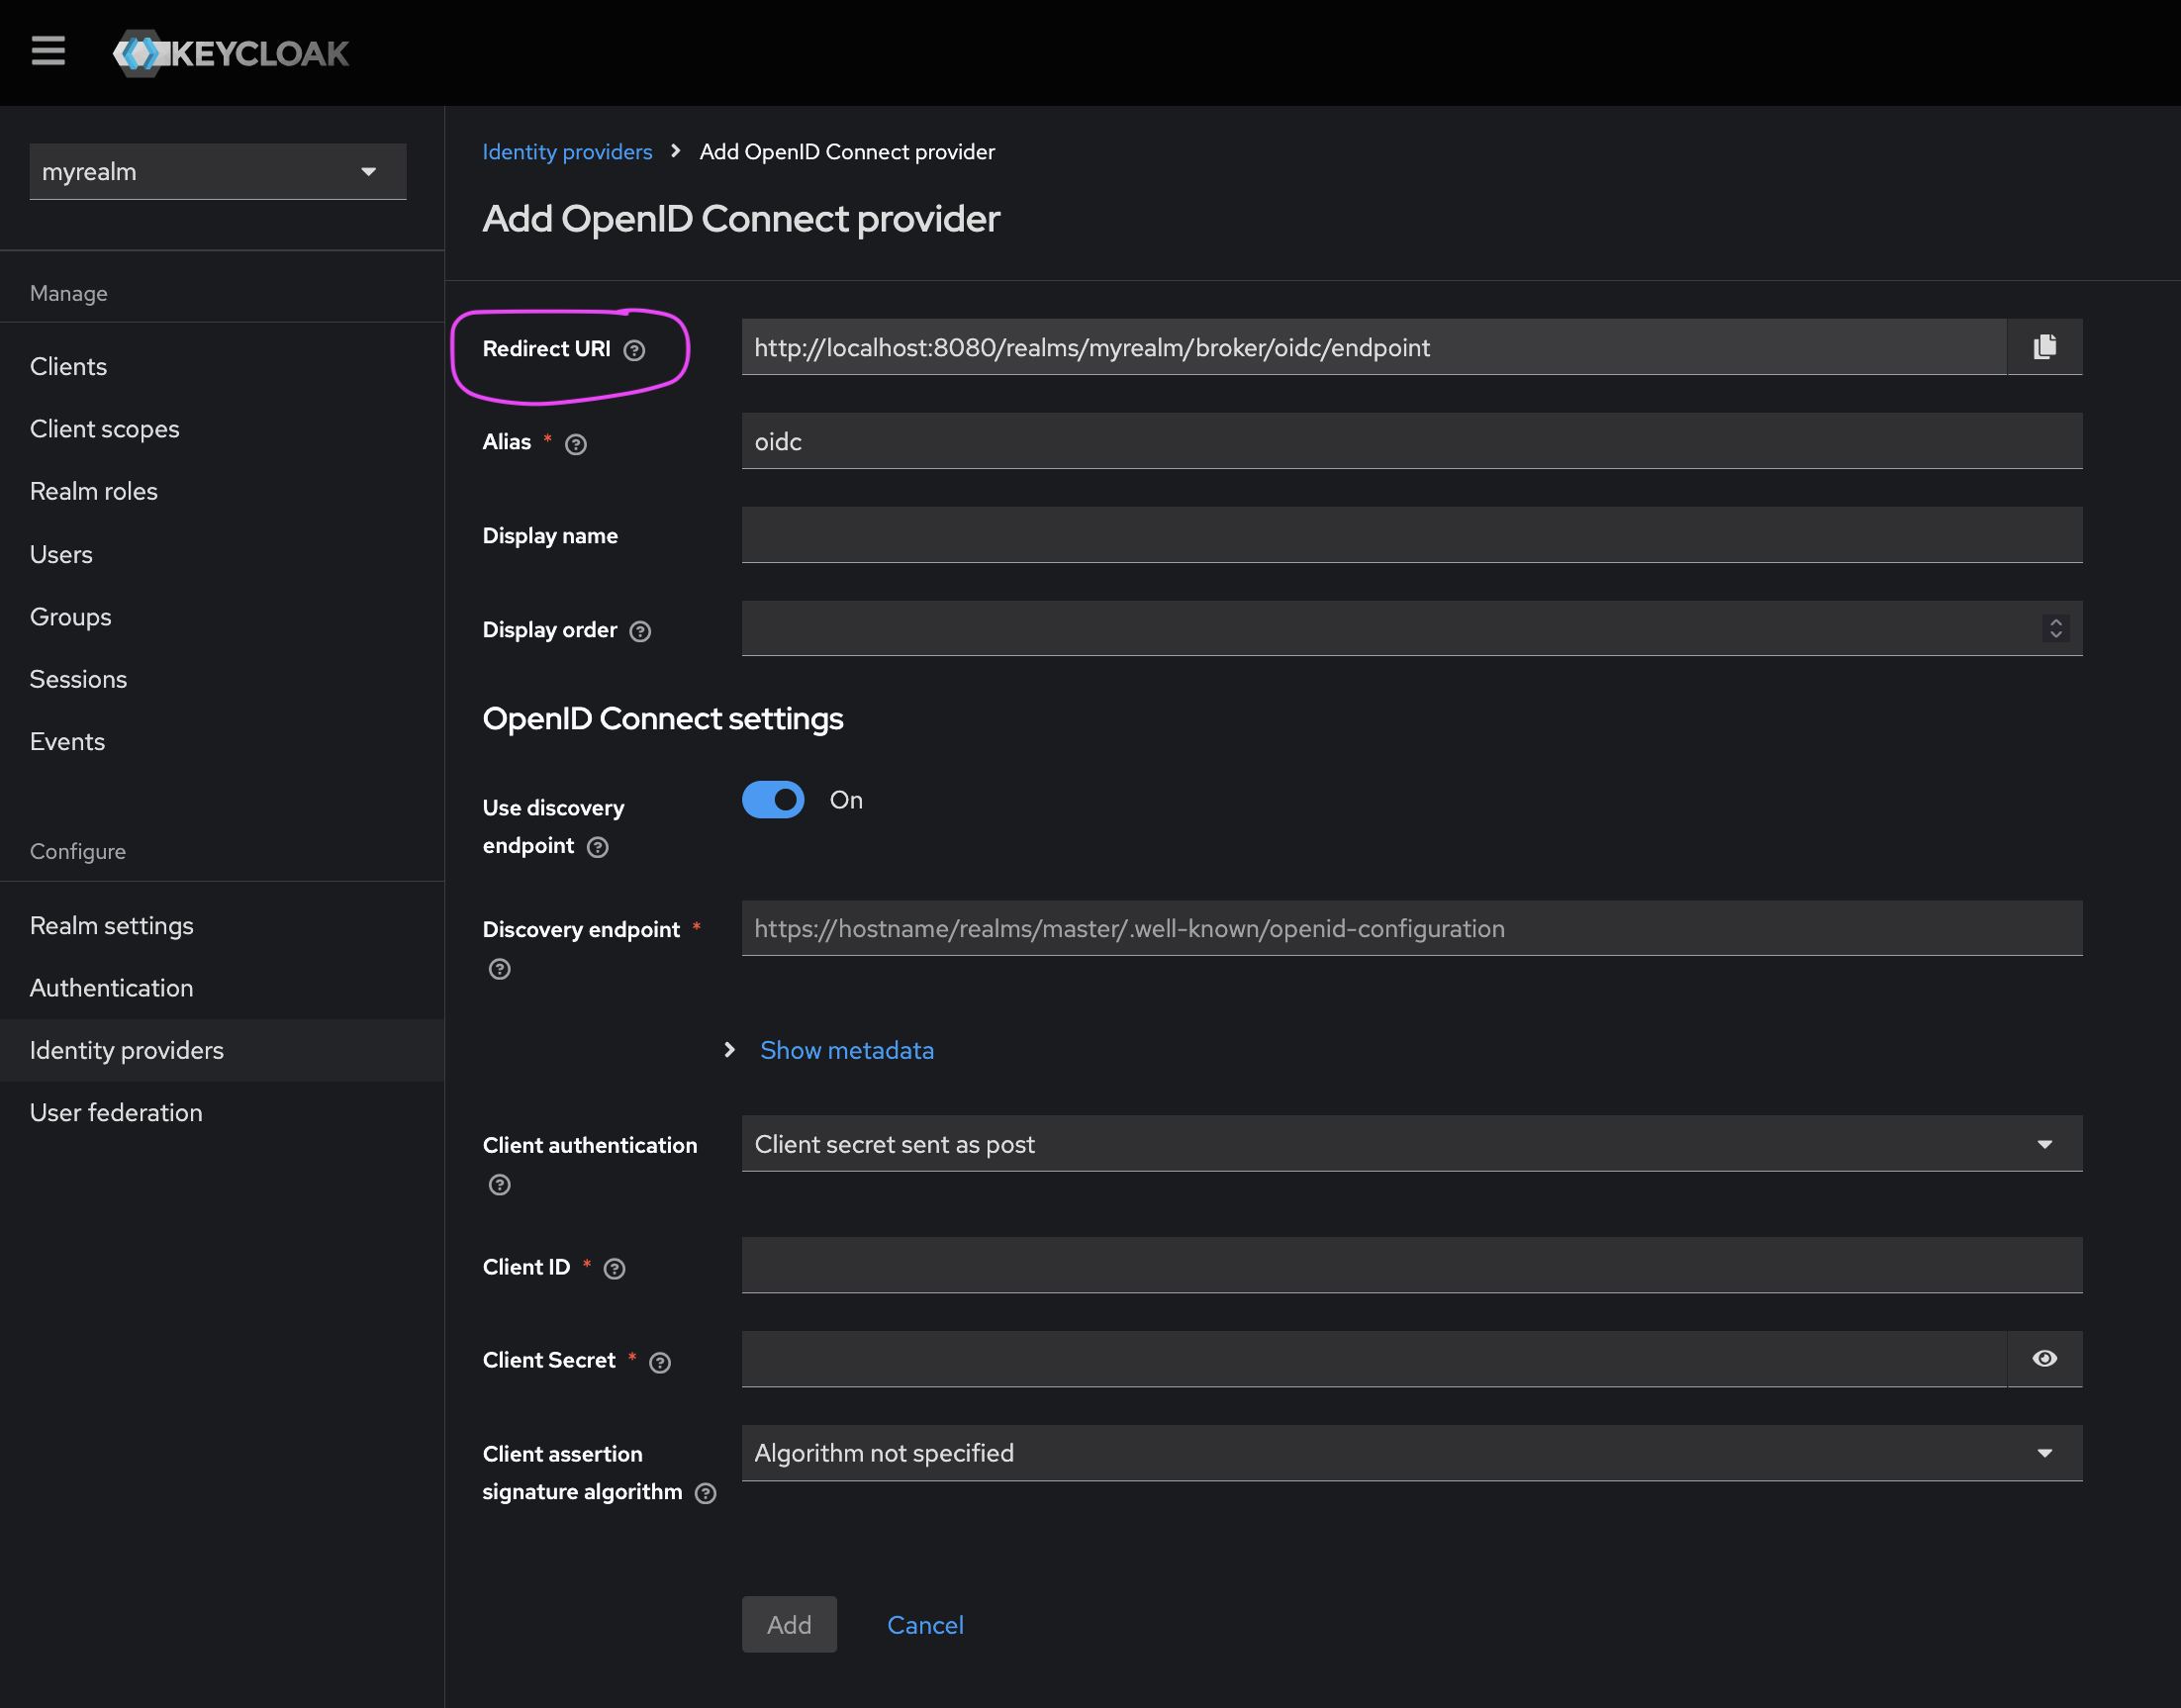 KEYCLOAK
myrealm
Manage
Clients
Client scopes
Realm roles
Users
Groups
Sessions
Events
Configure
Realm settings
Authentication
Identity providers
User federation
Identity providers > Add OpenID Connect provider
Add OpenID Connect provider
Redirect URI http://localhost:8080/realms/myrealm/broker/oidc/endpoint
Alias * oidc
Display name
Display order
OpenID Connect settings
Use discovery
endpoint
On
Discovery endpoint * https://hostname/realms/master/.well-known/openid-configuration
Show metadata
Client authentication Client secret sent as post
Client ID *
Client Secret *
Client assertion
signature algorithm
Algorithm not specified
Add Cancel